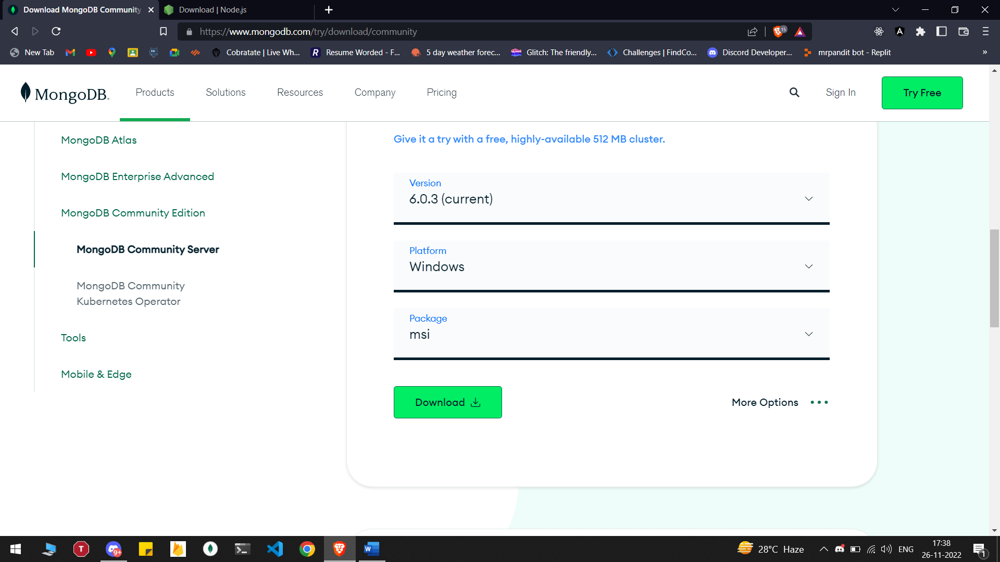 Download MongoDB Community
Download | Node.js
https://www.mongodb.com/try/download/community
15
New Tab
Cobratate | Live Wh...
Resume Worded - F...
5 day weather forec...
Glitch: The friendly...
Challenges | FindCo...
Discord Developer...
mrpandit bot - Replit
»
MongoDB.
Products
Solutions
Resources
Company
Pricing
Sign In
Try Free
MongoDB Atlas
MongoDB Enterprise Advanced
MongoDB Community Edition
MongoDB Community Server
MongoDB Community
Kubernetes Operator
Tools
Mobile & Edge
Give it a try with a free, highly-available 512 MB cluster.
Version
6.0.3 (current)
Platform
Windows
Package
msi
Download
More Options
T
9+
28°C Haze
ENG
17:38
26-11-2022
1